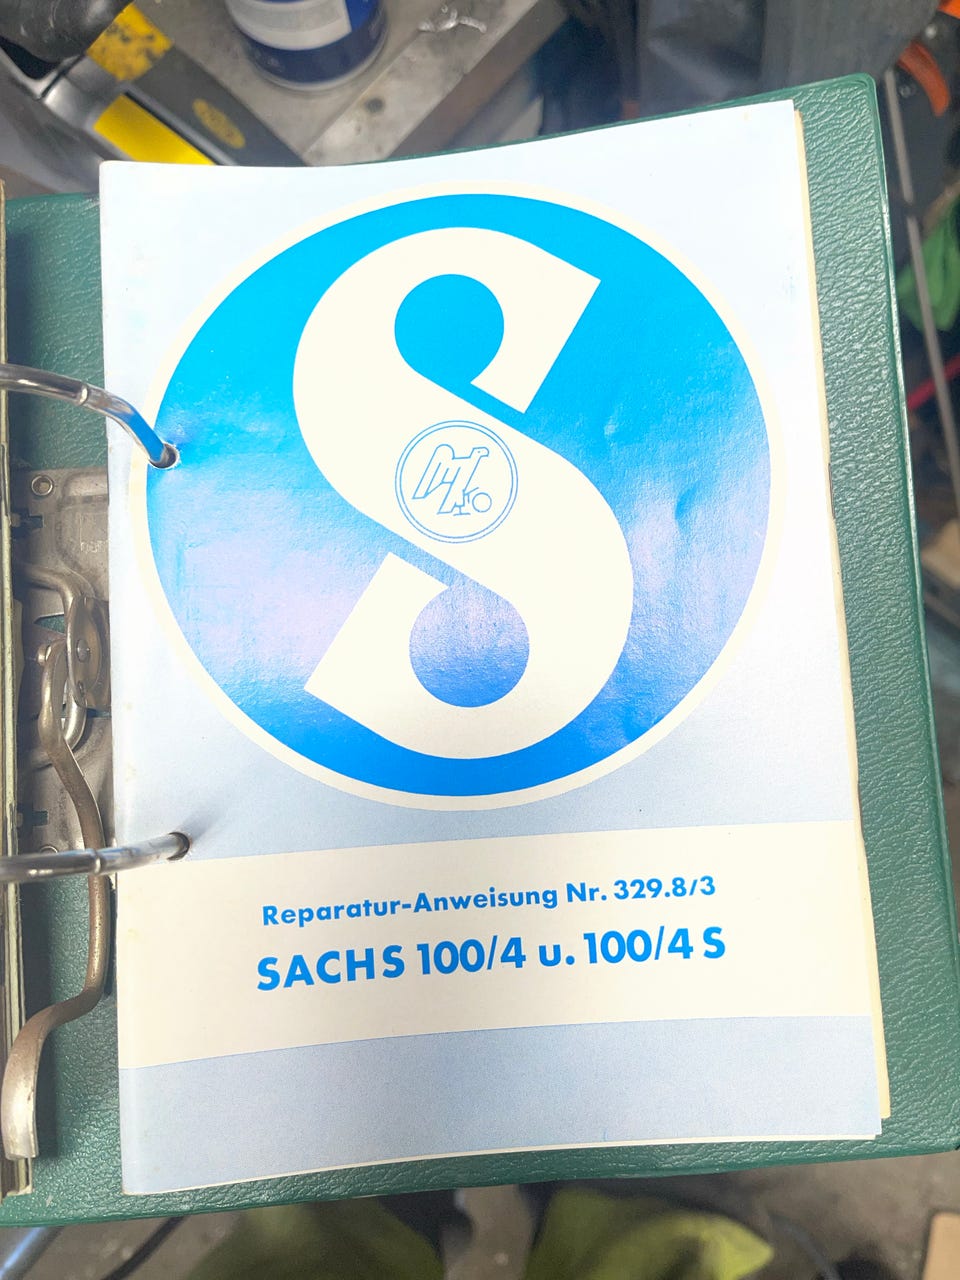 S
Reparatur-Anweisung Nr. 329.8/3
SACHS 100/4 u. 100/4 S